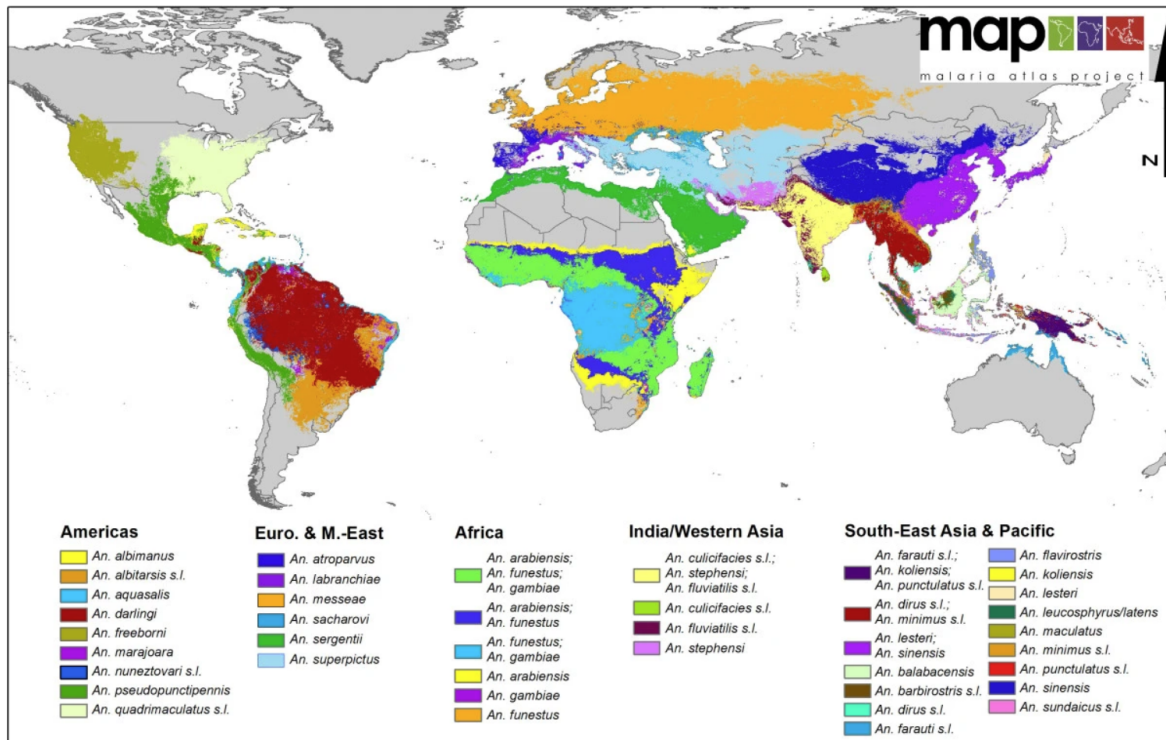 map
malaria atlas project
N
Americas
An. albimanus
An. albitarsis s.l.
An. aquasalis
An. darlingi
An. freeborni
An. marajoara
An. nuneztovari s.l.
An. pseudopunctipennis
An. quadrimaculatus s.l.
Euro. & M.-East
An. atroparvus
An. labranchiae
An. messeae
An. sacharovi
An. sergentii
An. superpictus
Africa
An. arabiensis;
An. funestus;
An. gambiae
An. arabiensis;
An. funestus
An. funestus;
An. gambiae
An. arabiensis
An. gambiae
An. funestus
India/Western Asia
An. culicifacies s.l.;
An. stephensi;
An. fluviatilis s.l.
An. culicifacies s.l.
An. fluviatilis s.l.
An. stephensi
South-East Asia & Pacific
An. farauti s.l.;
An. koliensis;
An. punctulatus s.l.
An. dirus s.l.;
An. minimus s.l.
An. lesteri;
An. sinensis
An. balabacensis
An. barbirostris s.l.
An. dirus s.l.
An. farauti s.l.
An. flavirostris
An. koliensis
An. lesteri
An. leucosphyrus/latens
An. maculatus
An. minimus s.l.
An. punctulatus s.l.
An. sinensis
An. sundaicus s.l.